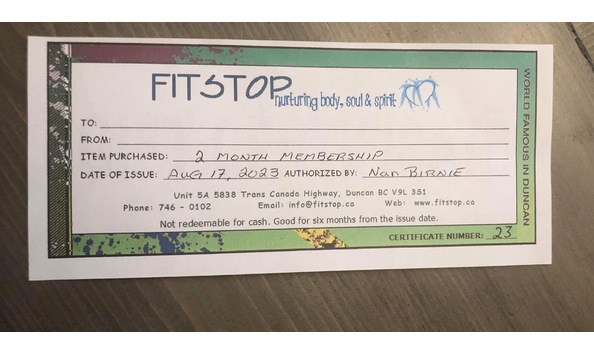 FITSTOP
nurturing body, soul & spirit
TO:
FROM:
ITEM PURCHASED: 2 MONTH MEMBERSHIP
DATE OF ISSUE: AUG 17, 2023 AUTHORIZED BY: Nan BIRNIE
Unit 5A 5838 Trans Canada Highway, Duncan BC V9L 3S1
Phone: 746 - 0102 Email: info@fitstop.ca Web: www.fitstop.ca
Not redeemable for cash. Good for six months from the issue date.
CERTIFICATE NUMBER: 23
WORLD FAMOUS IN DUNCAN